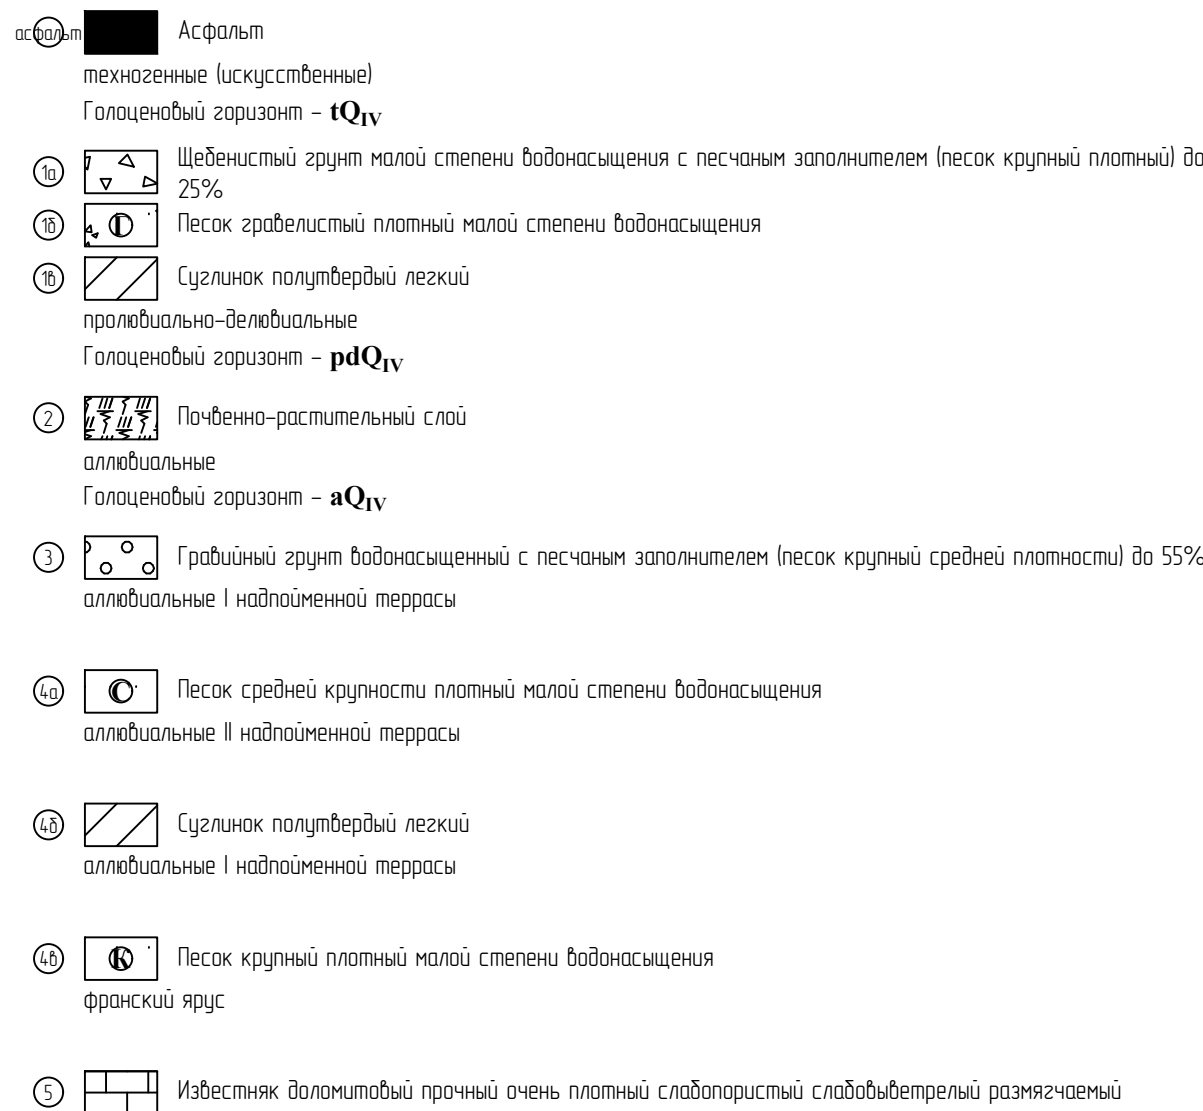 асфальт Асфальт
техногенные (искусственные)
Голоценовый горизонт – tQIV
1а Щебенистый грунт малой степени водонасыщения с песчаным заполнителем (песок крупный плотный) до
25%
1б Г Песок гравелистый плотный малой степени водонасыщения
1в Суглинок полутвердый легкий
пролювиально-делювиальные
Голоценовый горизонт – pdQIV
2 Почвенно-растительный слой
аллювиальные
Голоценовый горизонт – aQIV
3 Гравийный грунт водонасыщенный с песчаным заполнителем (песок крупный средней плотности) до 55%
аллювиальные I надпойменной террасы
4а С Песок средней крупности плотный малой степени водонасыщения
аллювиальные II надпойменной террасы
4б Суглинок полутвердый легкий
аллювиальные I надпойменной террасы
4в К Песок крупный плотный малой степени водонасыщения
франский ярус
5 Известняк доломитовый прочный очень плотный слабопористый слабовыветрелый размягчаемый